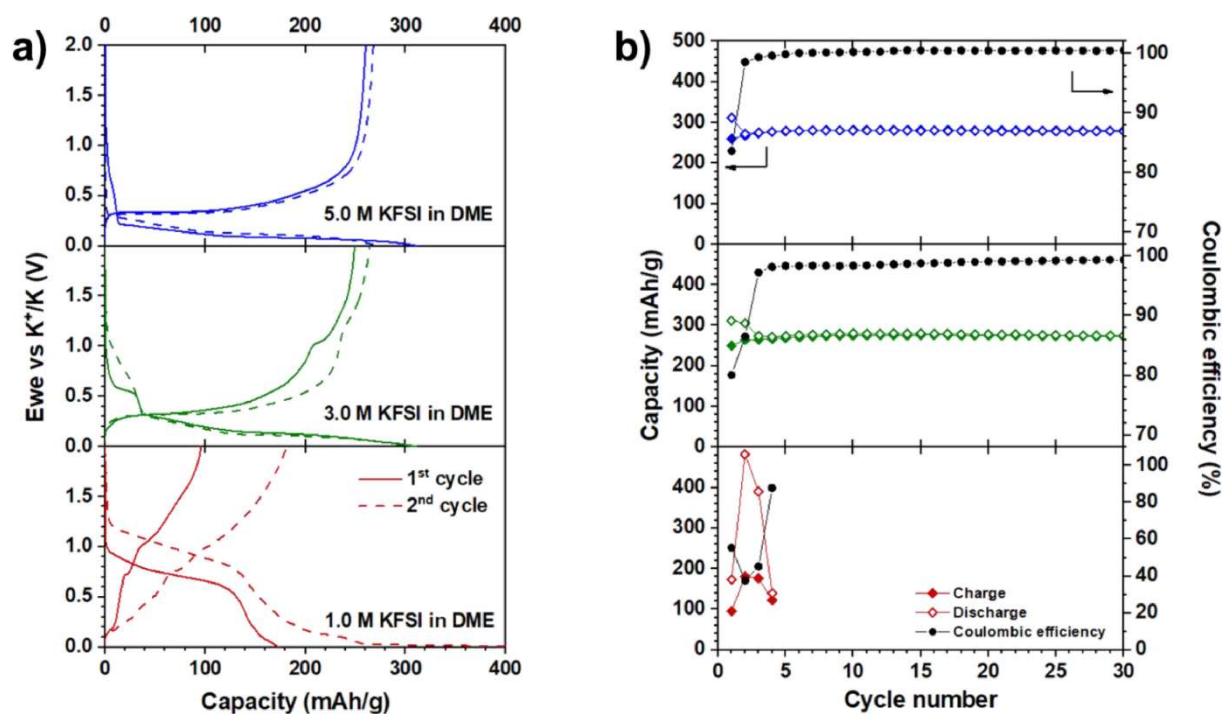 a)
0 100 200 300 400
2.0
1.5
1.0
0.5
0.0
5.0 M KFSI in DME
1.5
1.0
0.5
0.0
3.0 M KFSI in DME
1.5
1.0
0.5
0.0
1st cycle
2nd cycle
1.0 M KFSI in DME
Ewe vs K+/K (V)
0 100 200 300 400
Capacity (mAh/g)
b)
500
400
300
200
100
0
100
90
80
70
400
300
200
100
0
100
90
80
70
400
300
200
100
0
100
80
60
40
20
0
Charge
Discharge
Coulombic efficiency
Capacity (mAh/g)
Coulombic efficiency (%)
0 5 10 15 20 25 30
Cycle number